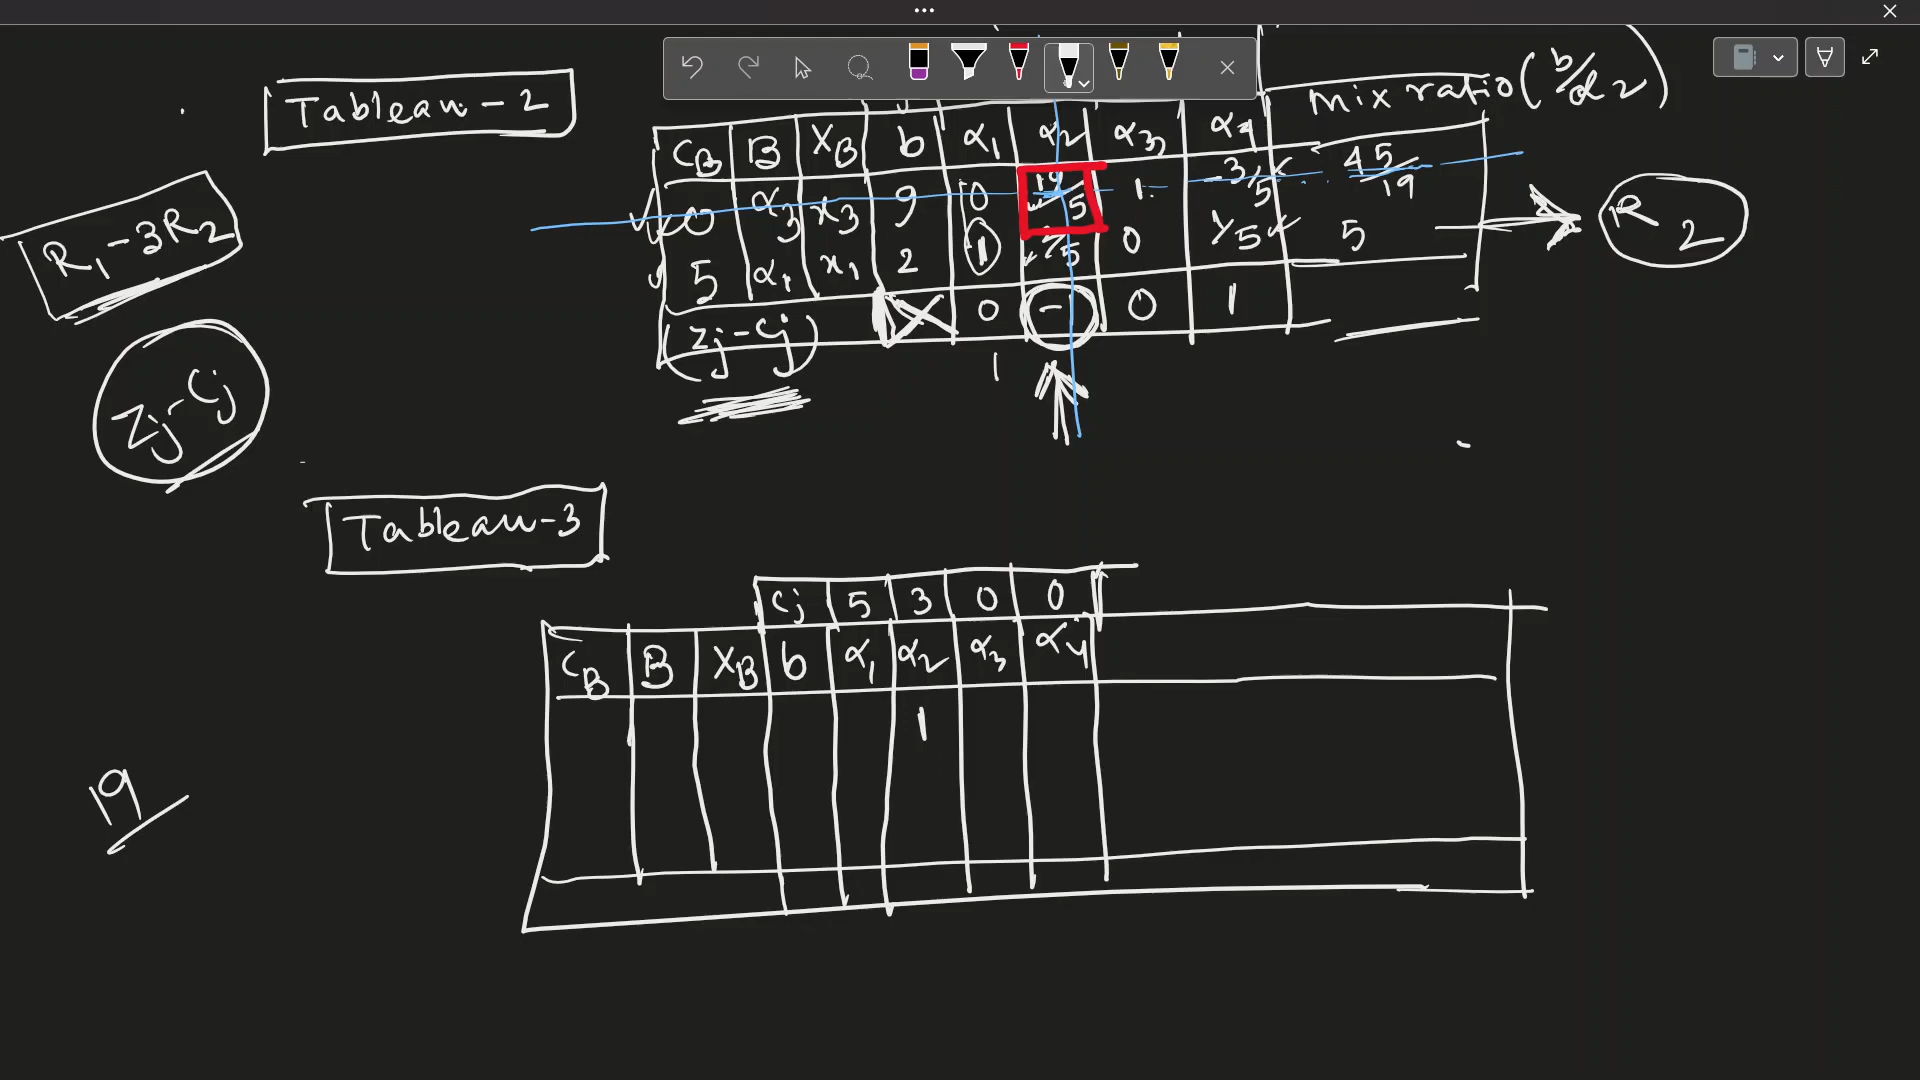 Tableau-2
mix ratio (b/α2)
CB B XB b α1 α2 α3 α4
0 α3 x3 9 0 19/5 1 -3/5 45/19
R1-3R2
R2
5 α1 x1 2 1 2/5 0 1/5 5
(Zj-Cj) 0 - 0 1
1
Zj-Cj
Tableau-3
Cj 5 3 0 0
CB B XB b α1 α2 α3 α4
1
19